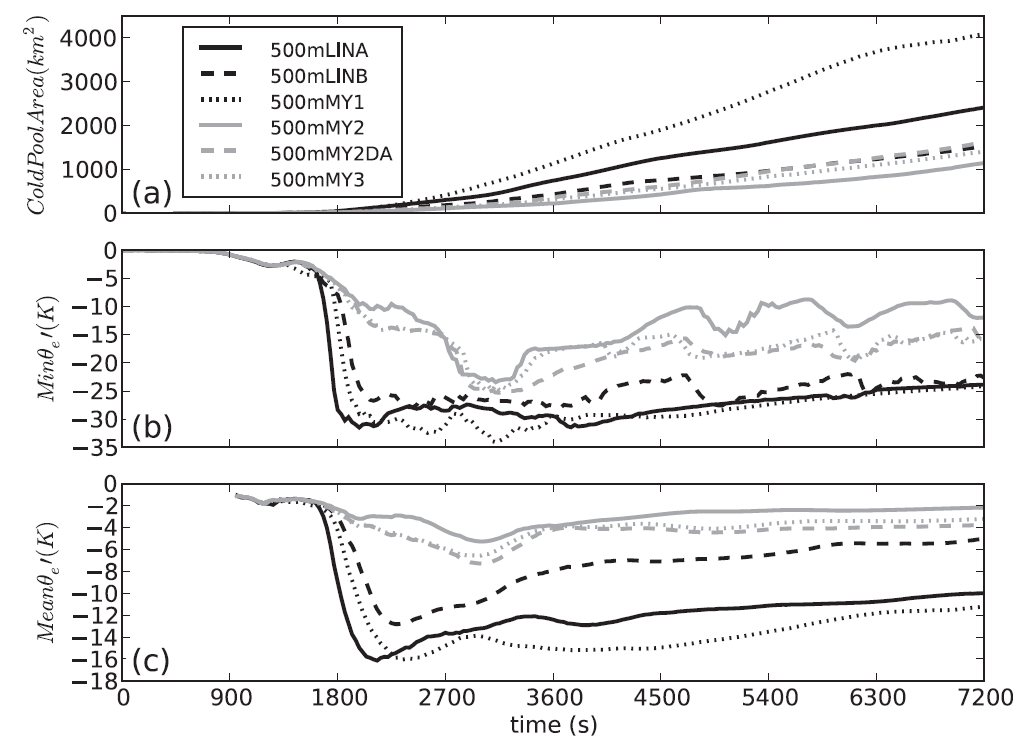 ColdPoolArea(km²)
4000
3000
2000
1000
0
500mLINA
500mLINB
500mMY1
500mMY2
500mMY2DA
500mMY3
(a)
Minθₑ′(K)
0
−5
−10
−15
−20
−25
−30
−35
(b)
Meanθₑ′(K)
0
−2
−4
−6
−8
−10
−12
−14
−16
−18
(c)
0 900 1800 2700 3600 4500 5400 6300 7200
time (s)